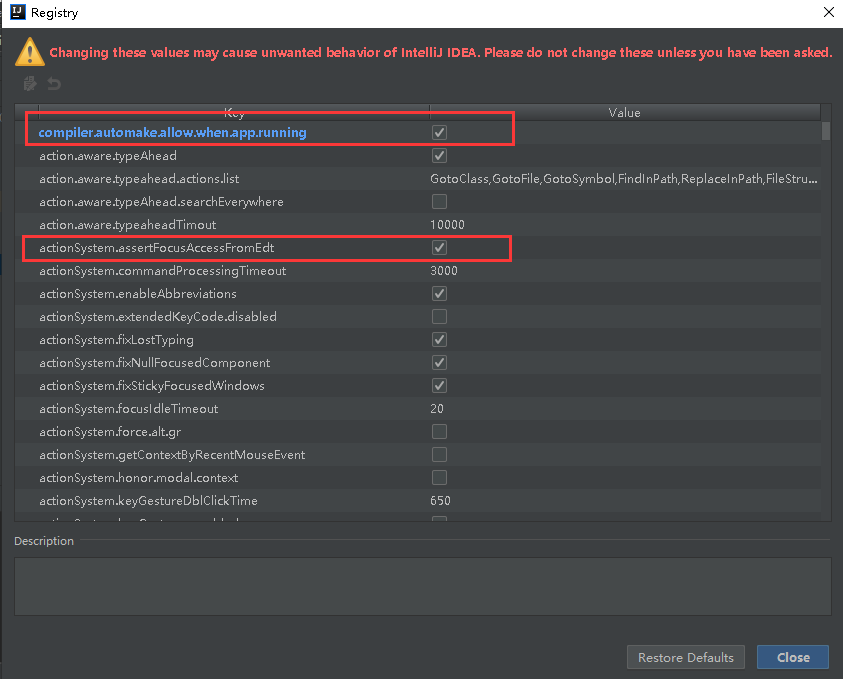 IJ Registry
Changing these values may cause unwanted behavior of IntelliJ IDEA. Please do not change these unless you have been asked.
Key Value
compiler.automake.allow.when.app.running
action.aware.typeAhead
action.aware.typeahead.actions.list GotoClass,GotoFile,GotoSymbol,FindInPath,ReplaceInPath,FileStru...
action.aware.typeAhead.searchEverywhere
action.aware.typeaheadTimout 10000
actionSystem.assertFocusAccessFromEdt
actionSystem.commandProcessingTimeout 3000
actionSystem.enableAbbreviations
actionSystem.extendedKeyCode.disabled
actionSystem.fixLostTyping
actionSystem.fixNullFocusedComponent
actionSystem.fixStickyFocusedWindows
actionSystem.focusIdleTimeout 20
actionSystem.force.alt.gr
actionSystem.getContextByRecentMouseEvent
actionSystem.honor.modal.context
actionSystem.keyGestureDblClickTime 650
Description
Restore Defaults Close